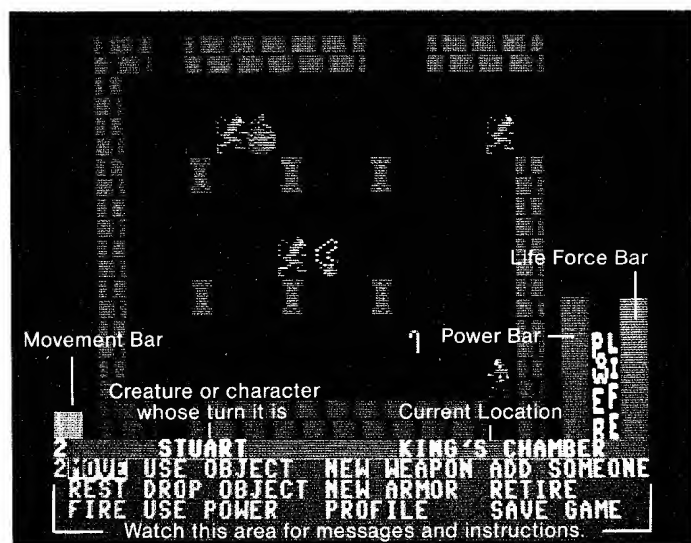 Life Force Bar
Movement Bar
Power Bar
POWER
LIFE
Creature or character
whose turn it is
Current Location
2 STUART KING'S CHAMBER
2 MOVE USE OBJECT NEW WEAPON ADD SOMEONE
REST DROP OBJECT NEW ARMOR RETIRE
FIRE USE POWER PROFILE SAVE GAME
Watch this area for messages and instructions.